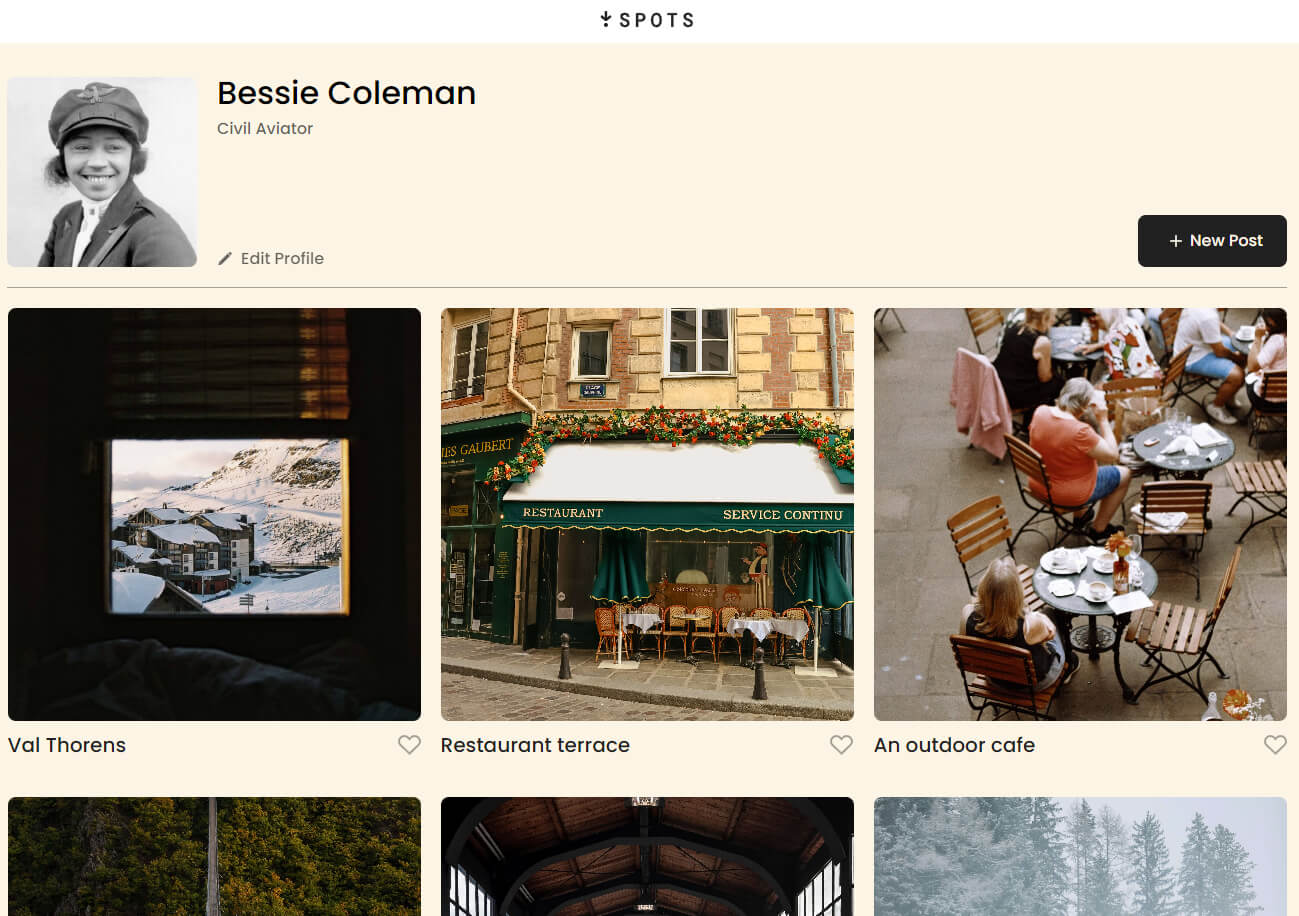 SPOTS
Bessie Coleman
Civil Aviator
Edit Profile
+ New Post
ES GAUBERT
RESTAURANT
SERVICE CONTINU
Val Thorens
Restaurant terrace
An outdoor cafe